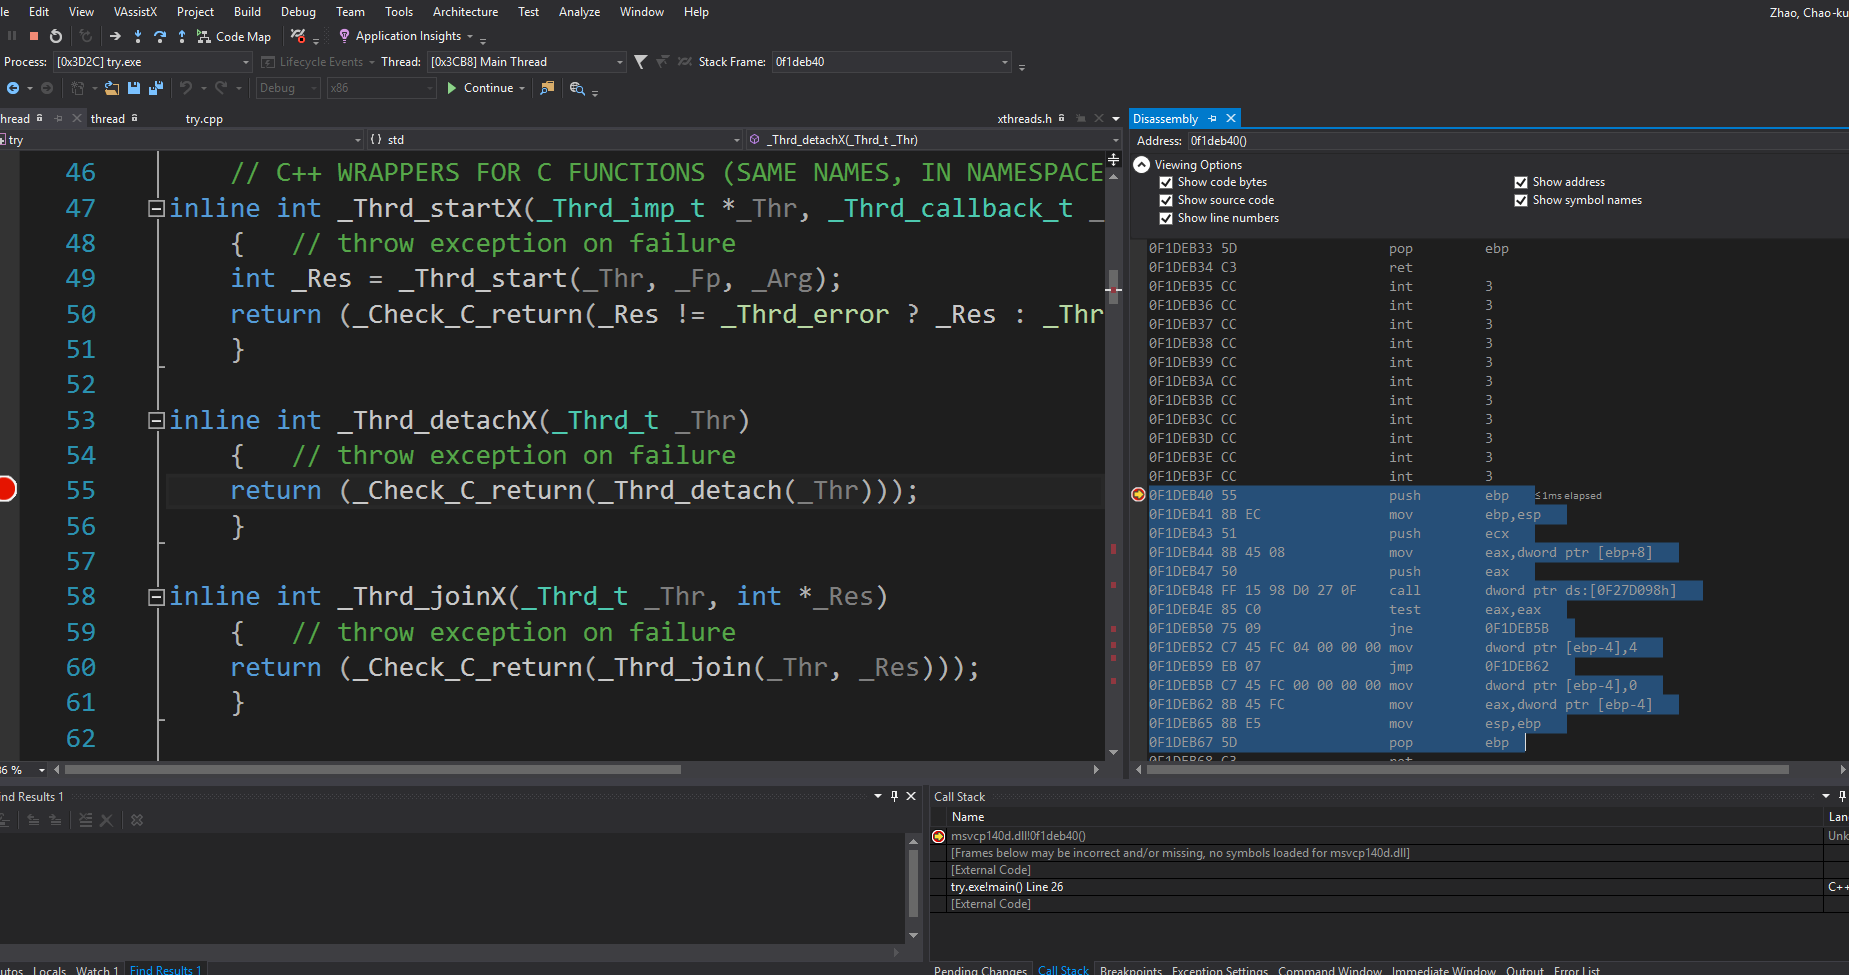 le Edit View VAssistX Project Build Debug Team Tools Architecture Test Analyze Window Help
Zhao, Chao-ku
Code Map Application Insights
Process: [0x3D2C] try.exe Lifecycle Events Thread: [0x3CB8] Main Thread Stack Frame: 0f1deb40
Debug x86 Continue
hread thread try.cpp xthreads.h
try {} std _Thrd_detachX(_Thrd_t _Thr)
46 // C++ WRAPPERS FOR C FUNCTIONS (SAME NAMES, IN NAMESPACE
47 inline int _Thrd_startX(_Thrd_imp_t *_Thr, _Thrd_callback_t _
48 { // throw exception on failure
49 int _Res = _Thrd_start(_Thr, _Fp, _Arg);
50 return (_Check_C_return(_Res != _Thrd_error ? _Res : _Thr
51 }
52
53 inline int _Thrd_detachX(_Thrd_t _Thr)
54 { // throw exception on failure
55 return (_Check_C_return(_Thrd_detach(_Thr)));
56 }
57
58 inline int _Thrd_joinX(_Thrd_t _Thr, int *_Res)
59 { // throw exception on failure
60 return (_Check_C_return(_Thrd_join(_Thr, _Res)));
61 }
62
86 %
Disassembly
Address: 0f1deb40()
Viewing Options
Show code bytes Show address
Show source code Show symbol names
Show line numbers
0F1DEB33 5D pop ebp
0F1DEB34 C3 ret
0F1DEB35 CC int 3
0F1DEB36 CC int 3
0F1DEB37 CC int 3
0F1DEB38 CC int 3
0F1DEB39 CC int 3
0F1DEB3A CC int 3
0F1DEB3B CC int 3
0F1DEB3C CC int 3
0F1DEB3D CC int 3
0F1DEB3E CC int 3
0F1DEB3F CC int 3
0F1DEB40 55 push ebp ≤1ms elapsed
0F1DEB41 8B EC mov ebp,esp
0F1DEB43 51 push ecx
0F1DEB44 8B 45 08 mov eax,dword ptr [ebp+8]
0F1DEB47 50 push eax
0F1DEB48 FF 15 98 D0 27 0F call dword ptr ds:[0F27D098h]
0F1DEB4E 85 C0 test eax,eax
0F1DEB50 75 09 jne 0F1DEB5B
0F1DEB52 C7 45 FC 04 00 00 00 mov dword ptr [ebp-4],4
0F1DEB59 EB 07 jmp 0F1DEB62
0F1DEB5B C7 45 FC 00 00 00 00 mov dword ptr [ebp-4],0
0F1DEB62 8B 45 FC mov eax,dword ptr [ebp-4]
0F1DEB65 8B E5 mov esp,ebp
0F1DEB67 5D pop ebp
0F1DEB68 C3 ret
ind Results 1
Call Stack
Name Lan
msvcp140d.dll!0f1deb40() Unk
[Frames below may be incorrect and/or missing, no symbols loaded for msvcp140d.dll]
[External Code]
try.exe!main() Line 26 C++
[External Code]
utos Locals Watch 1 Find Results 1
Pending Changes Call Stack Breakpoints Exception Settings Command Window Immediate Window Output Error List